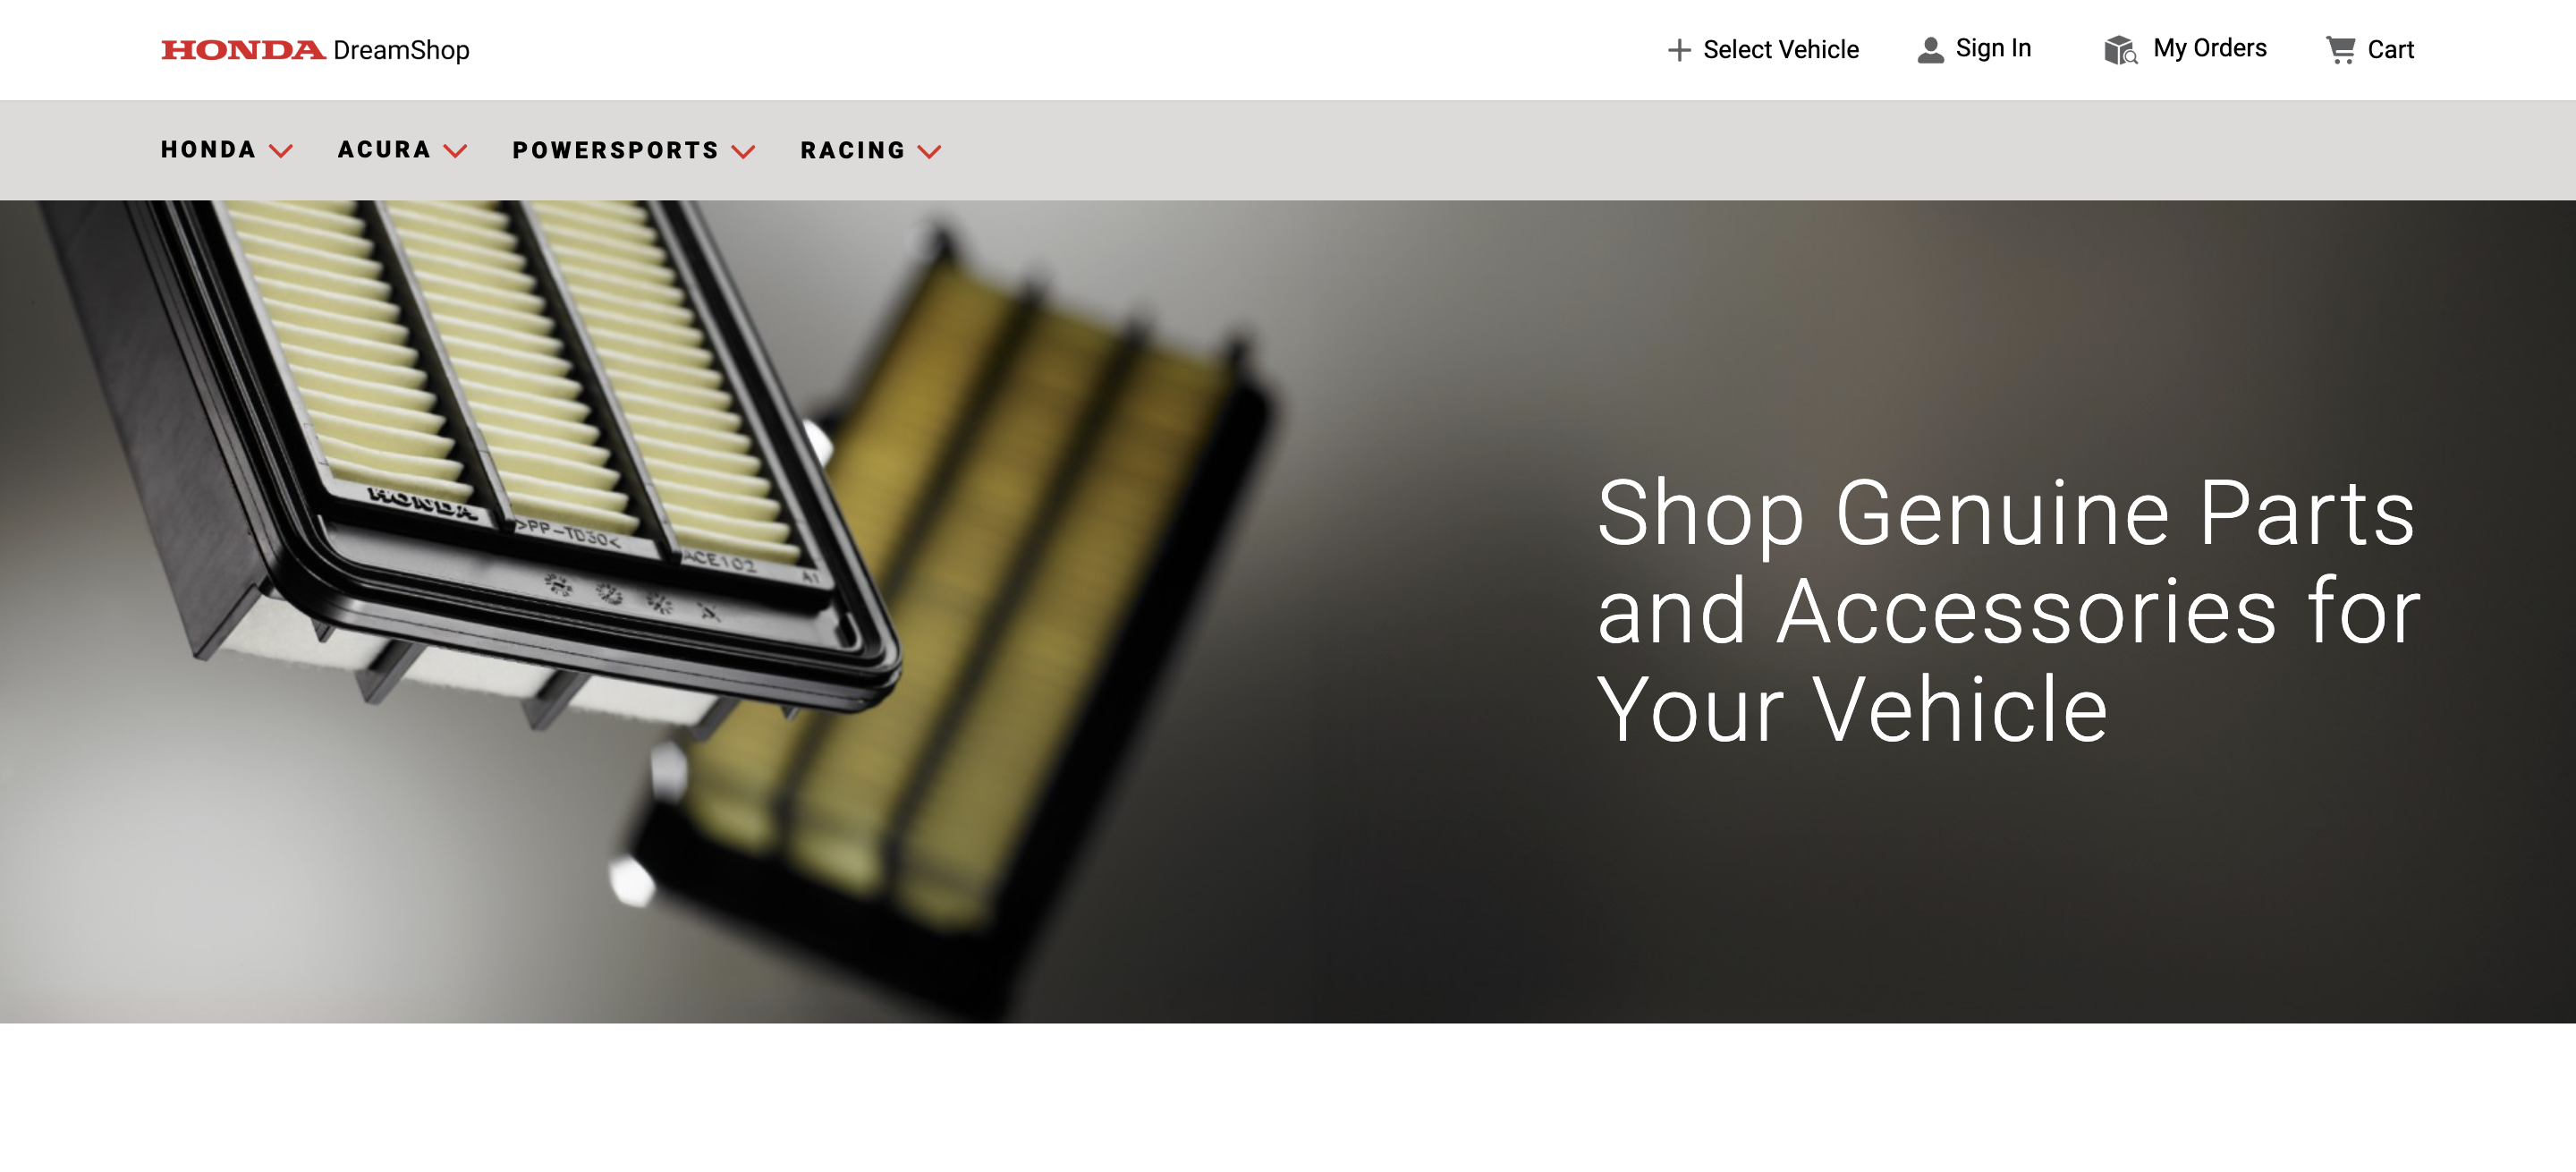 HONDA DreamShop
Select Vehicle
Sign In
My Orders
Cart
HONDA
ACURA
POWERSPORTS
RACING
HONDA
>PP-TD30<
ACE102
A1
Shop Genuine Parts
and Accessories for
Your Vehicle